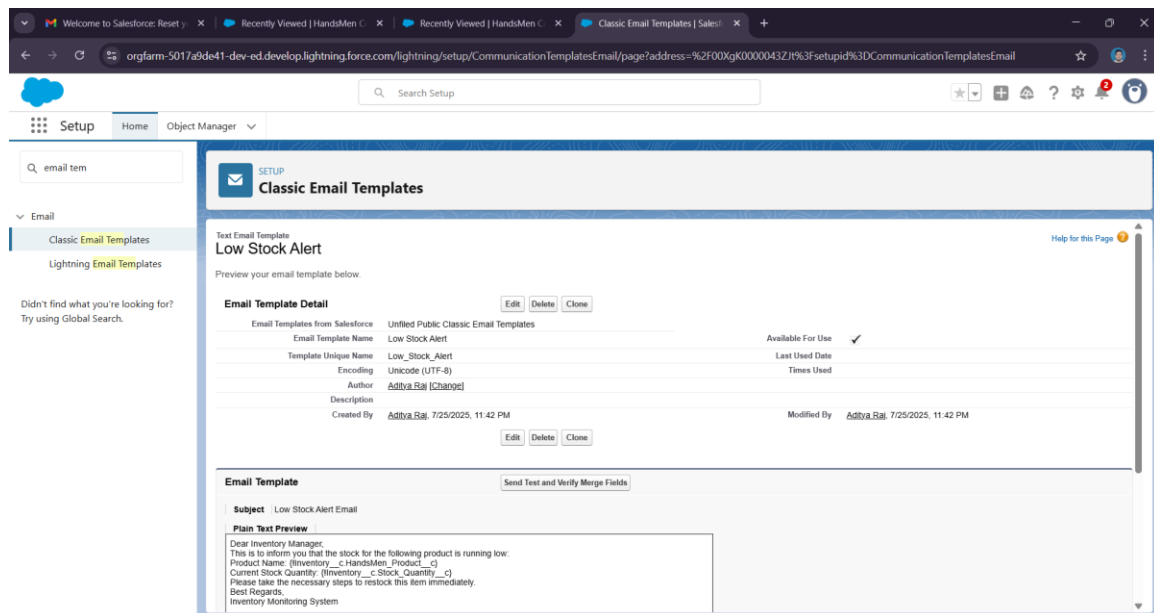 Welcome to Salesforce: Reset y
Recently Viewed | HandsMen C
Recently Viewed | HandsMen C
Classic Email Templates | Salesf
orgfarm-5017a9de41-dev-ed.develop.lightning.force.com/lightning/setup/CommunicationTemplatesEmail/page?address=%2F00XgK0000043ZJt%3Fsetupid%3DCommunicationTemplatesEmail
Search Setup
2
Setup Home Object Manager
email tem
Email
Classic Email Templates
Lightning Email Templates
Didn't find what you're looking for?
Try using Global Search.
SETUP
Classic Email Templates
Text Email Template
Low Stock Alert
Help for this Page
Preview your email template below.
Email Template Detail Edit Delete Clone
Email Templates from Salesforce Unfiled Public Classic Email Templates
Email Template Name Low Stock Alert Available For Use ✓
Template Unique Name Low_Stock_Alert Last Used Date
Encoding Unicode (UTF-8) Times Used
Author Aditya Raj [Change]
Description
Created By Aditya Raj, 7/25/2025, 11:42 PM Modified By Aditya Raj, 7/25/2025, 11:42 PM
Edit Delete Clone
Email Template Send Test and Verify Merge Fields
Subject Low Stock Alert Email
Plain Text Preview
Dear Inventory Manager,
This is to inform you that the stock for the following product is running low:
Product Name: {!Inventory__c.HandsMen_Product__c}
Current Stock Quantity: {!Inventory__c.Stock_Quantity__c}
Please take the necessary steps to restock this item immediately.
Best Regards,
Inventory Monitoring System